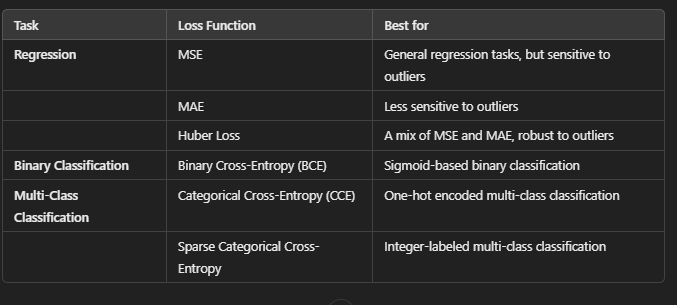 Task Loss Function Best for
Regression MSE General regression tasks, but sensitive to
outliers
MAE Less sensitive to outliers
Huber Loss A mix of MSE and MAE, robust to outliers
Binary Classification Binary Cross-Entropy (BCE) Sigmoid-based binary classification
Multi-Class Categorical Cross-Entropy (CCE) One-hot encoded multi-class classification
Classification
Sparse Categorical Cross- Integer-labeled multi-class classification
Entropy